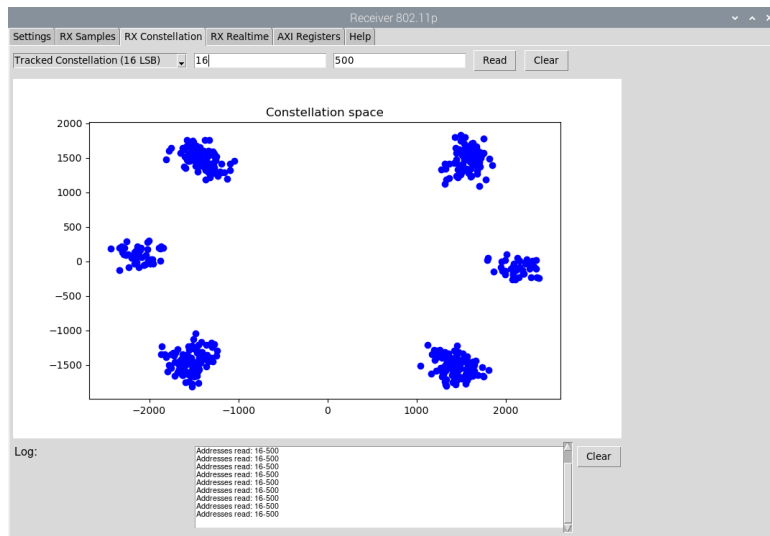 Receiver 802.11p
Settings RX Samples RX Constellation RX Realtime AXI Registers Help
Tracked Constellation (16 LSB) 16 500 Read Clear
Constellation space
2000
1500
1000
500
0
−500
−1000
−1500
−2000 −1000 0 1000 2000
Log:
Addresses read: 16-500
Addresses read: 16-500
Addresses read: 16-500
Addresses read: 16-500
Addresses read: 16-500
Addresses read: 16-500
Addresses read: 16-500
Addresses read: 16-500
Addresses read: 16-500
Clear